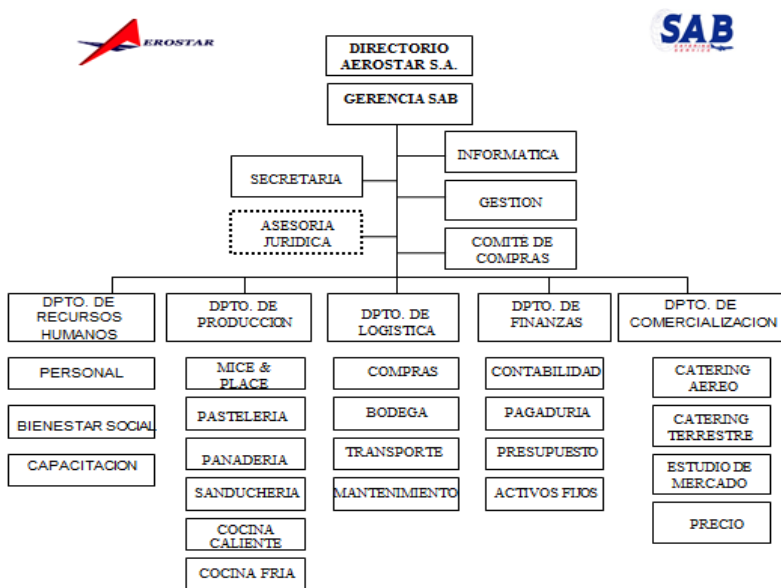 EROSTAR
SAB
CATERING
SERVICE
DIRECTORIO
AEROSTAR S.A.
GERENCIA SAB
INFORMATICA
SECRETARIA
GESTION
ASESORIA
JURIDICA
COMITE DE
COMPRAS
DPTO. DE
RECURSOS
HUMANOS
DPTO. DE
PRODUCCION
DPTO. DE
LOGISTICA
DPTO. DE
FINANZAS
DPTO. DE
COMERCIALIZACION
PERSONAL
BIENESTAR SOCIAL
CAPACITACION
MICE &
PLACE
PASTELERIA
PANADERIA
SANDUCHERIA
COCINA
CALIENTE
COCINA FRIA
COMPRAS
BODEGA
TRANSPORTE
MANTENIMIENTO
CONTABILIDAD
PAGADURIA
PRESUPUESTO
ACTIVOS FIJOS
CATERING
AEREO
CATERING
TERRESTRE
ESTUDIO DE
MERCADO
PRECIO